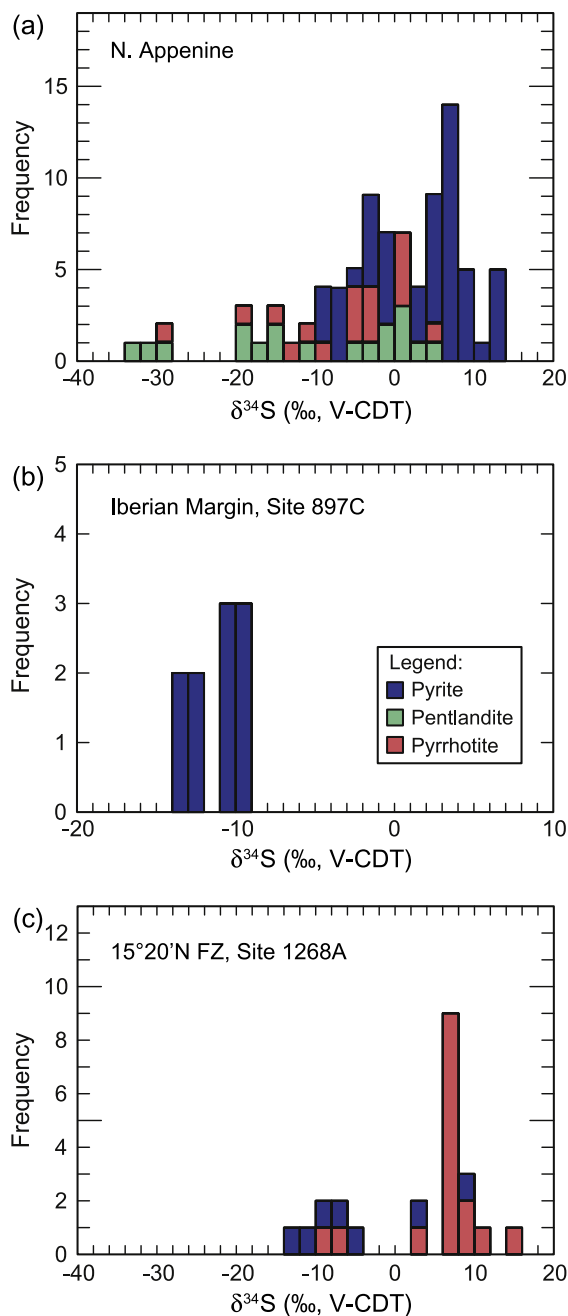 (a)
N. Appenine
Frequency
15
10
5
0
-40 -30 -20 -10 0 10 20
δ³⁴S (‰, V-CDT)
(b)
Iberian Margin, Site 897C
Frequency
5
4
3
2
1
0
Legend:
Pyrite
Pentlandite
Pyrrhotite
-20 -10 0 10
δ³⁴S (‰, V-CDT)
(c)
15°20'N FZ, Site 1268A
Frequency
12
10
8
6
4
2
0
-40 -30 -20 -10 0 10 20
δ³⁴S (‰, V-CDT)